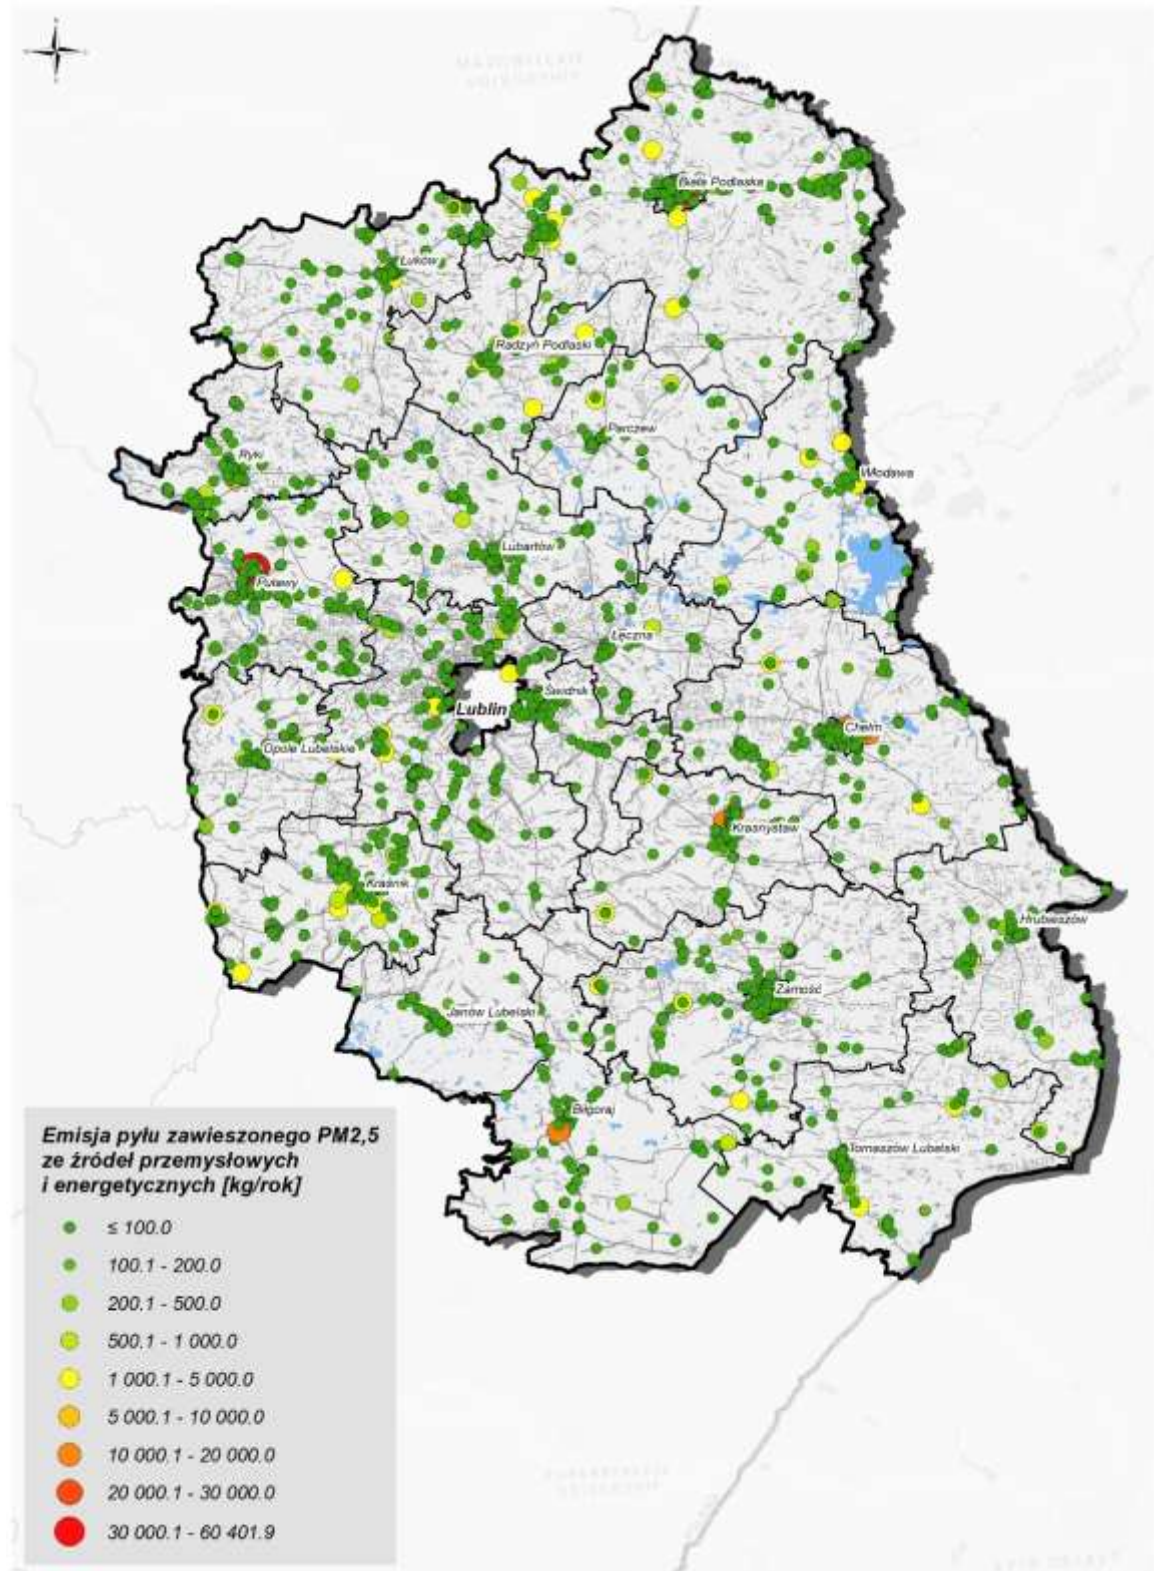 Biała Podlaska
Łuków
Radzyń Podlaski
Parczew
Ryki
Włodawa
Lubartów
Puławy
Łęczna
Świdnik
Lublin
Chełm
Opole Lubelskie
Krasnystaw
Kraśnik
Hrubieszów
Zamość
Janów Lubelski
Biłgoraj
Tomaszów Lubelski
Emisja pyłu zawieszonego PM2,5
ze źródeł przemysłowych
i energetycznych [kg/rok]
≤ 100.0
100.1 - 200.0
200.1 - 500.0
500.1 - 1 000.0
1 000.1 - 5 000.0
5 000.1 - 10 000.0
10 000.1 - 20 000.0
20 000.1 - 30 000.0
30 000.1 - 60 401.9